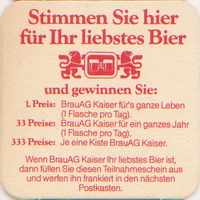 Stimmen Sie hier
für Ihr liebstes Bier
und gewinnen Sie:
1. Preis: BrauAG Kaiser für's ganze Leben
(1 Flasche pro Tag).
33 Preise: BrauAG Kaiser für ein ganzes Jahr
(1 Flasche pro Tag).
333 Preise: Je eine Kiste BrauAG Kaiser.
Wenn BrauAG Kaiser Ihr liebstes Bier ist,
dann füllen Sie diesen Teilnahmeschein aus
und werfen ihn frankiert in den nächsten
Postkasten.